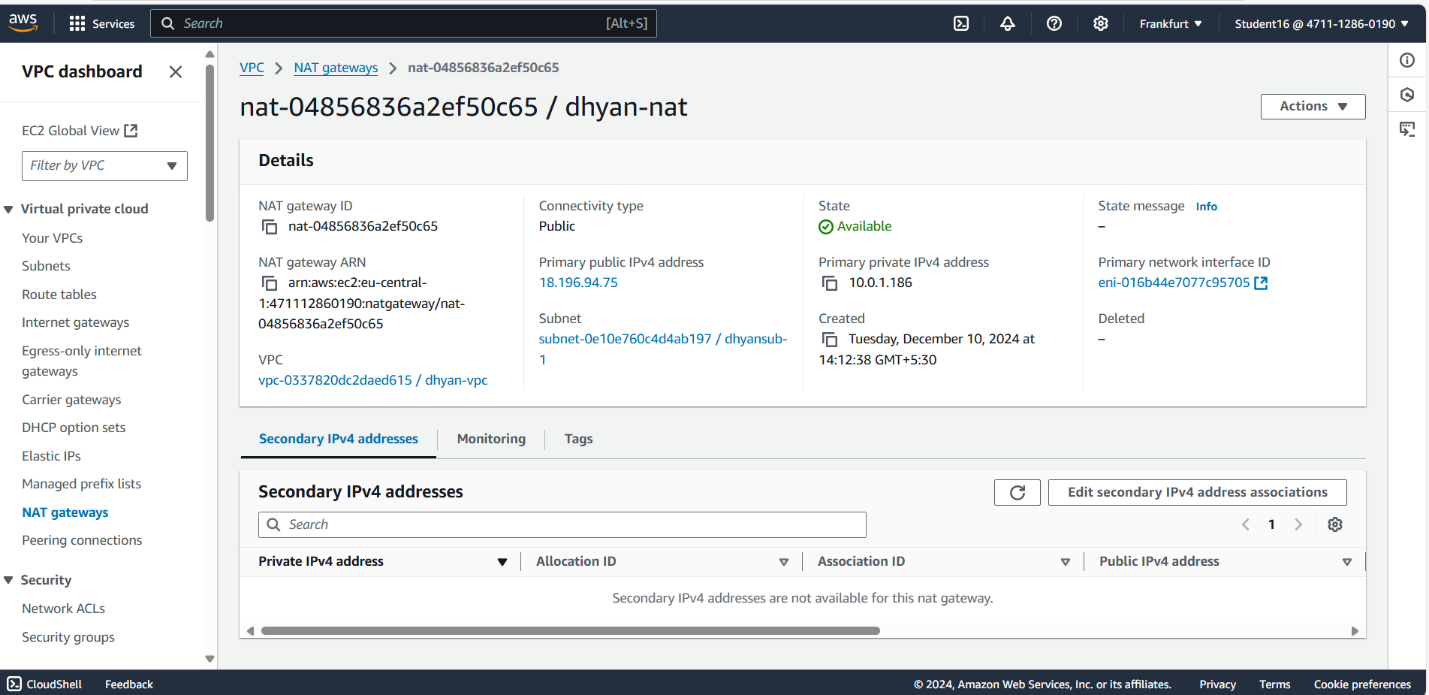 aws
Services
Search
[Alt+S]
Frankfurt
Student16 @ 4711-1286-0190
VPC dashboard
EC2 Global View
Filter by VPC
Virtual private cloud
Your VPCs
Subnets
Route tables
Internet gateways
Egress-only internet
gateways
Carrier gateways
DHCP option sets
Elastic IPs
Managed prefix lists
NAT gateways
Peering connections
Security
Network ACLs
Security groups
VPC
NAT gateways
nat-04856836a2ef50c65
nat-04856836a2ef50c65 / dhyan-nat
Actions
Details
NAT gateway ID
nat-04856836a2ef50c65
NAT gateway ARN
arn:aws:ec2:eu-central-
1:471112860190:natgateway/nat-
04856836a2ef50c65
VPC
vpc-0337820dc2daed615 / dhyan-vpc
Connectivity type
Public
Primary public IPv4 address
18.196.94.75
Subnet
subnet-0e10e760c4d4ab197 / dhyansub-
1
State
Available
Primary private IPv4 address
10.0.1.186
Created
Tuesday, December 10, 2024 at
14:12:38 GMT+5:30
State message Info
–
Primary network interface ID
eni-016b44e7077c95705
Deleted
–
Secondary IPv4 addresses
Monitoring
Tags
Secondary IPv4 addresses
Edit secondary IPv4 address associations
Search
1
Private IPv4 address
Allocation ID
Association ID
Public IPv4 address
Secondary IPv4 addresses are not available for this nat gateway.
CloudShell
Feedback
© 2024, Amazon Web Services, Inc. or its affiliates.
Privacy
Terms
Cookie preferences